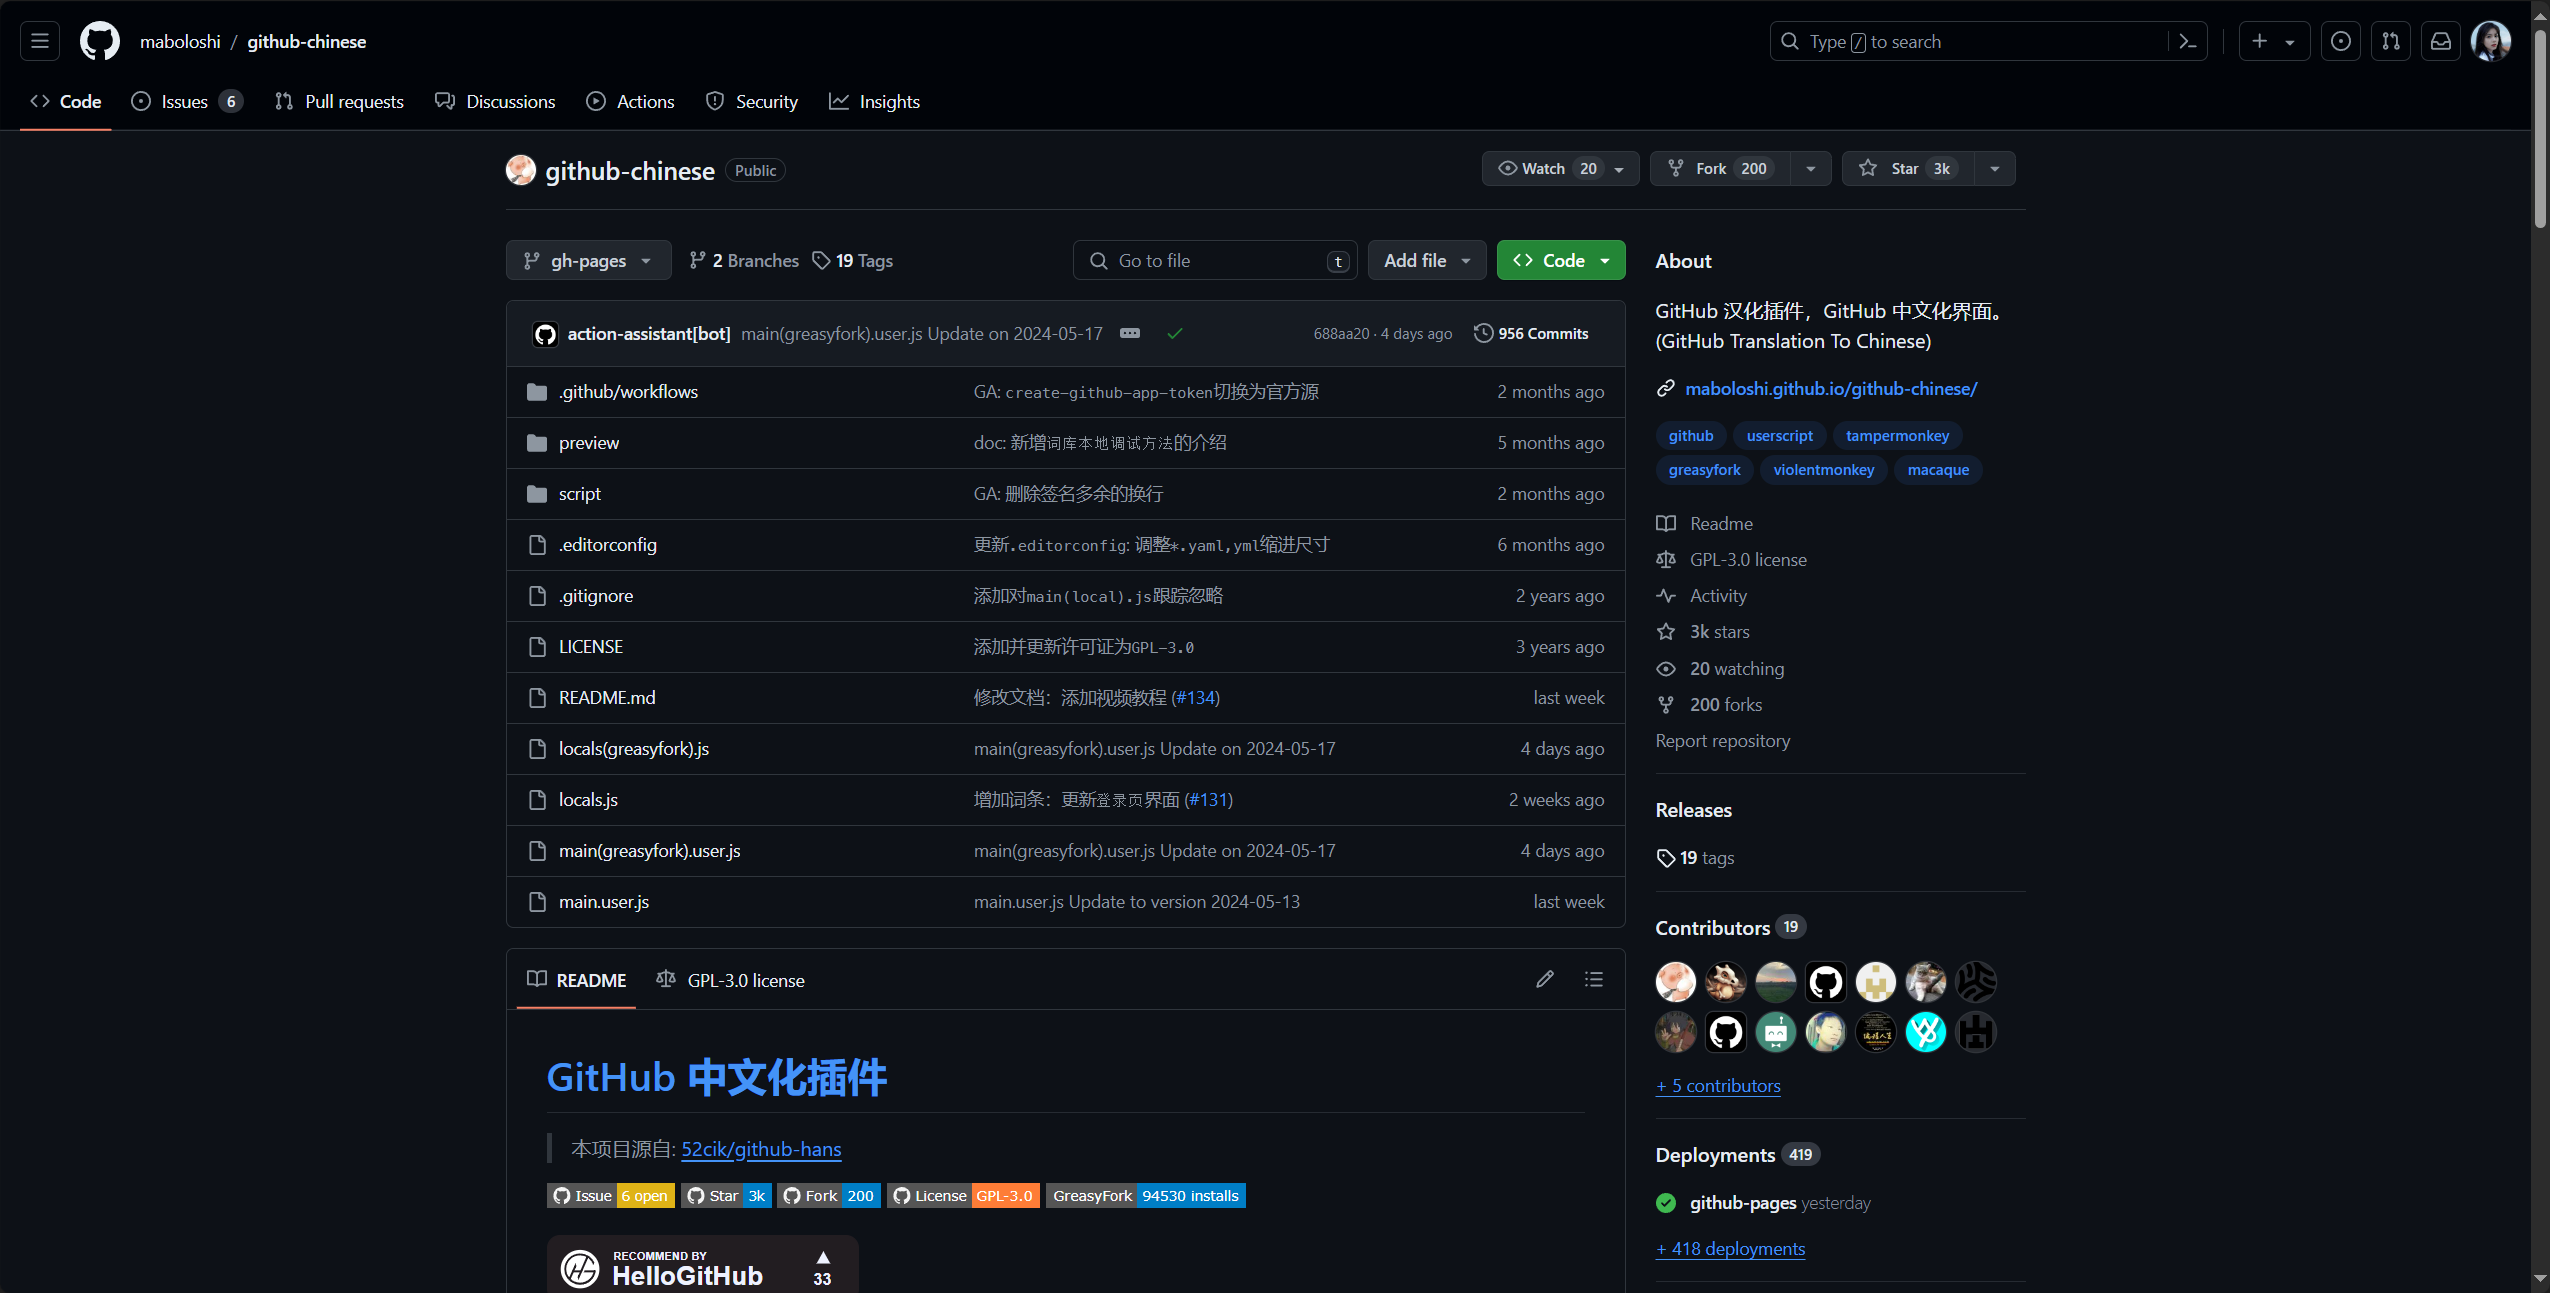 maboloshi / github-chinese
Type / to search
Code
Issues 6
Pull requests
Discussions
Actions
Security
Insights
github-chinese Public
Watch 20
Fork 200
Star 3k
gh-pages
2 Branches
19 Tags
Go to file t
Add file
Code
action-assistant[bot] main(greasyfork).user.js Update on 2024-05-17 688aa20 · 4 days ago 956 Commits
.github/workflows GA: create-github-app-token切换为官方源 2 months ago
preview doc: 新增词库本地调试方法的介绍 5 months ago
script GA: 删除签名多余的换行 2 months ago
.editorconfig 更新.editorconfig: 调整*.yaml,yml缩进尺寸 6 months ago
.gitignore 添加对main(local).js跟踪忽略 2 years ago
LICENSE 添加并更新许可证为GPL-3.0 3 years ago
README.md 修改文档：添加视频教程 (#134) last week
locals(greasyfork).js main(greasyfork).user.js Update on 2024-05-17 4 days ago
locals.js 增加词条：更新登录页界面 (#131) 2 weeks ago
main(greasyfork).user.js main(greasyfork).user.js Update on 2024-05-17 4 days ago
main.user.js main.user.js Update to version 2024-05-13 last week
README
GPL-3.0 license
GitHub 中文化插件
本项目源自: 52cik/github-hans
Issue 6 open
Star 3k
Fork 200
License GPL-3.0
GreasyFork 94530 installs
RECOMMEND BY
HelloGitHub
33
About
GitHub 汉化插件，GitHub 中文化界面。
(GitHub Translation To Chinese)
maboloshi.github.io/github-chinese/
github userscript tampermonkey
greasyfork violentmonkey macaque
Readme
GPL-3.0 license
Activity
3k stars
20 watching
200 forks
Report repository
Releases
19 tags
Contributors 19
+ 5 contributors
Deployments 419
github-pages yesterday
+ 418 deployments